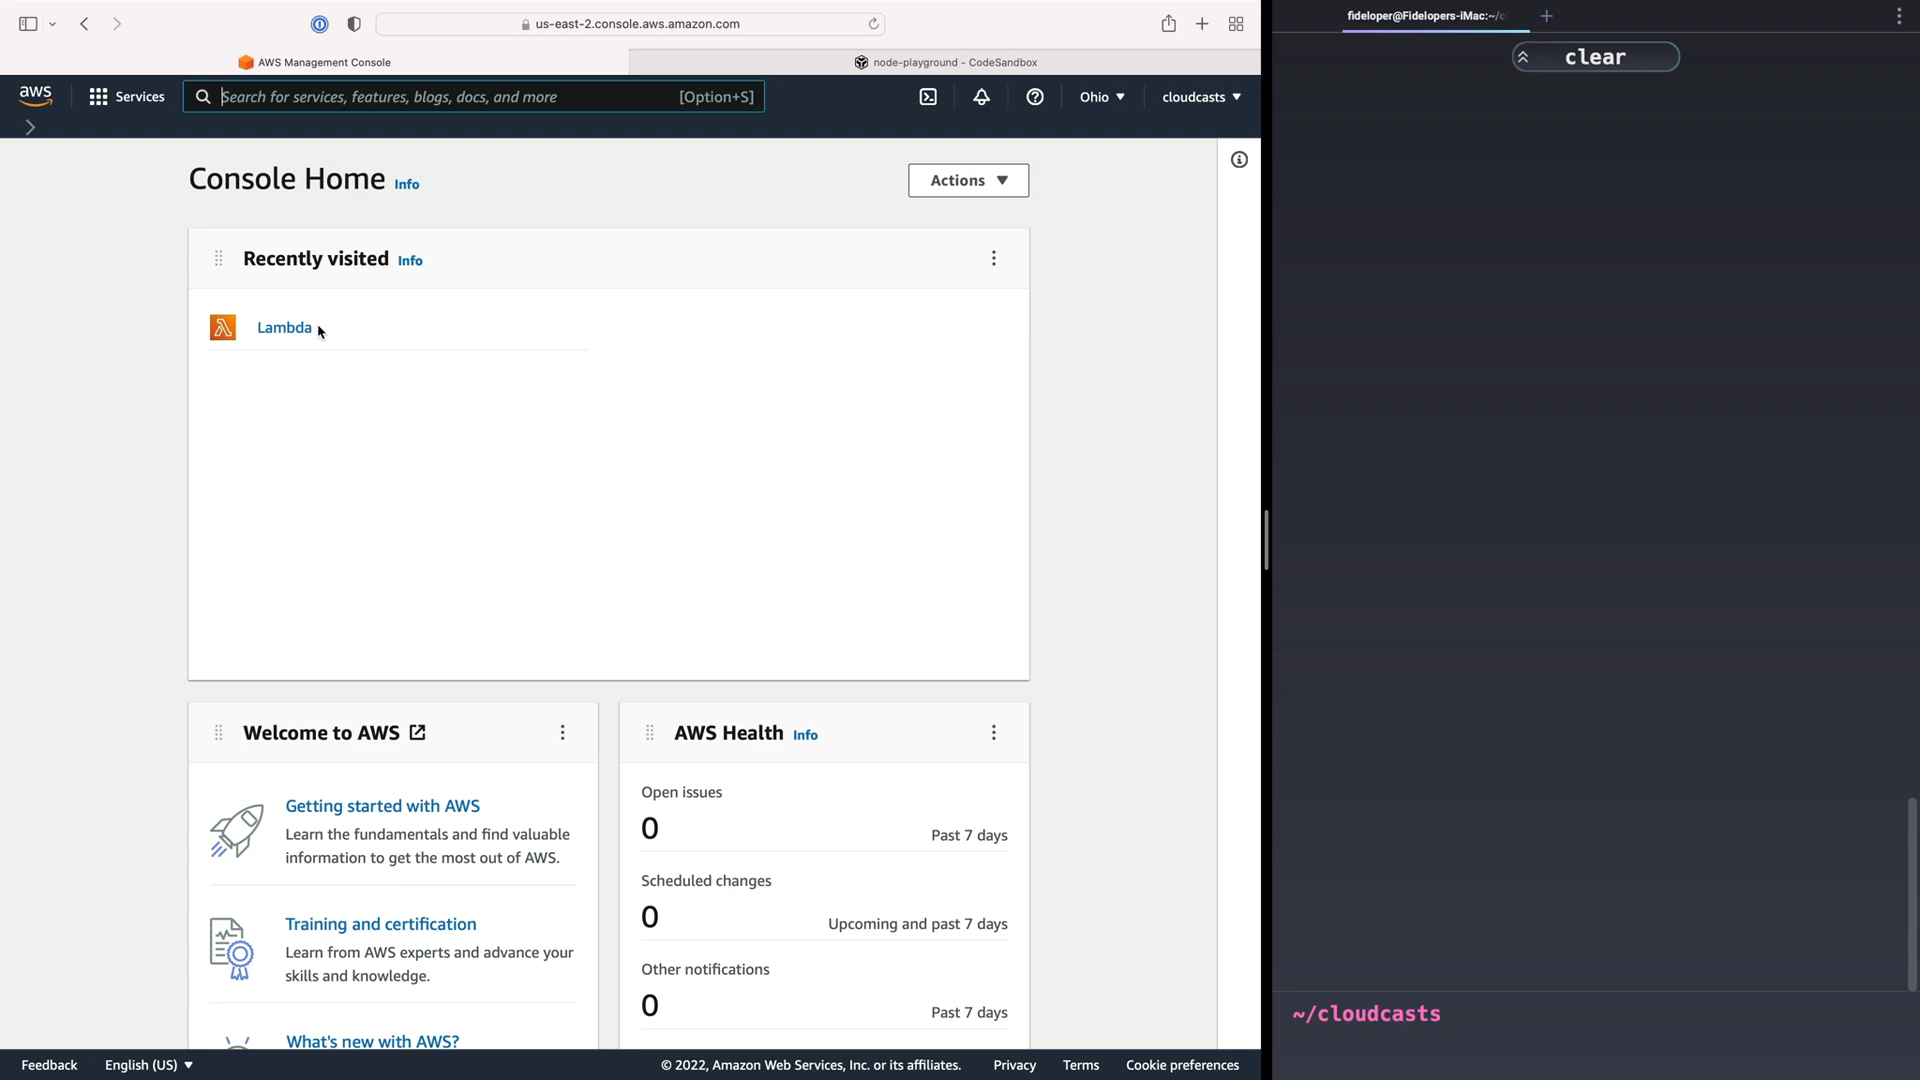 us-east-2.console.aws.amazon.com
AWS Management Console
node-playground - CodeSandbox
aws
Services
Search for services, features, blogs, docs, and more
[Option+S]
Ohio
cloudcasts
Console Home
Info
Actions
Recently visited
Info
Lambda
Welcome to AWS
Getting started with AWS
Learn the fundamentals and find valuable
information to get the most out of AWS.
Training and certification
Learn from AWS experts and advance your
skills and knowledge.
What's new with AWS?
AWS Health
Info
Open issues
0
Past 7 days
Scheduled changes
0
Upcoming and past 7 days
Other notifications
0
Past 7 days
Feedback
English (US)
© 2022, Amazon Web Services, Inc. or its affiliates.
Privacy
Terms
Cookie preferences
fideloper@Fidelopers-iMac:~/c
clear
~/cloudcasts